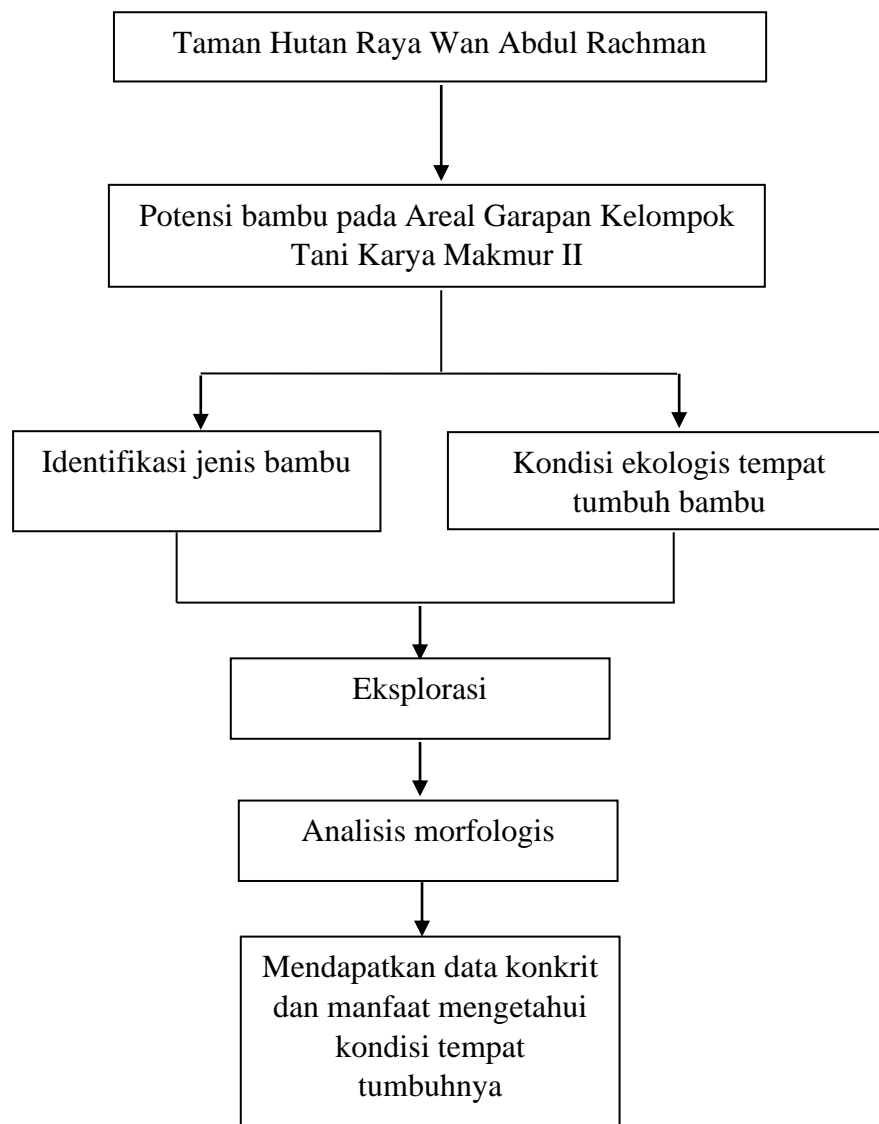 Taman Hutan Raya Wan Abdul Rachman
Potensi bambu pada Areal Garapan Kelompok
Tani Karya Makmur II
Identifikasi jenis bambu
Kondisi ekologis tempat
tumbuh bambu
Eksplorasi
Analisis morfologis
Mendapatkan data konkrit
dan manfaat mengetahui
kondisi tempat
tumbuhnya